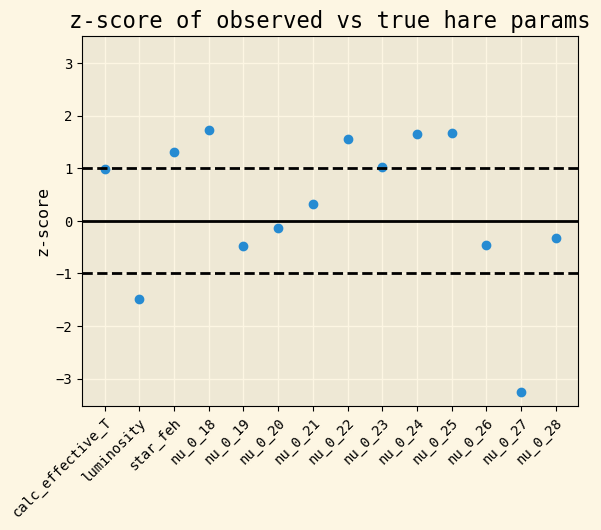 z-score of observed vs true hare params
z-score
3
2
1
0
−1
−2
−3
calc_effective_T
luminosity
star_feh
nu_0_18
nu_0_19
nu_0_20
nu_0_21
nu_0_22
nu_0_23
nu_0_24
nu_0_25
nu_0_26
nu_0_27
nu_0_28